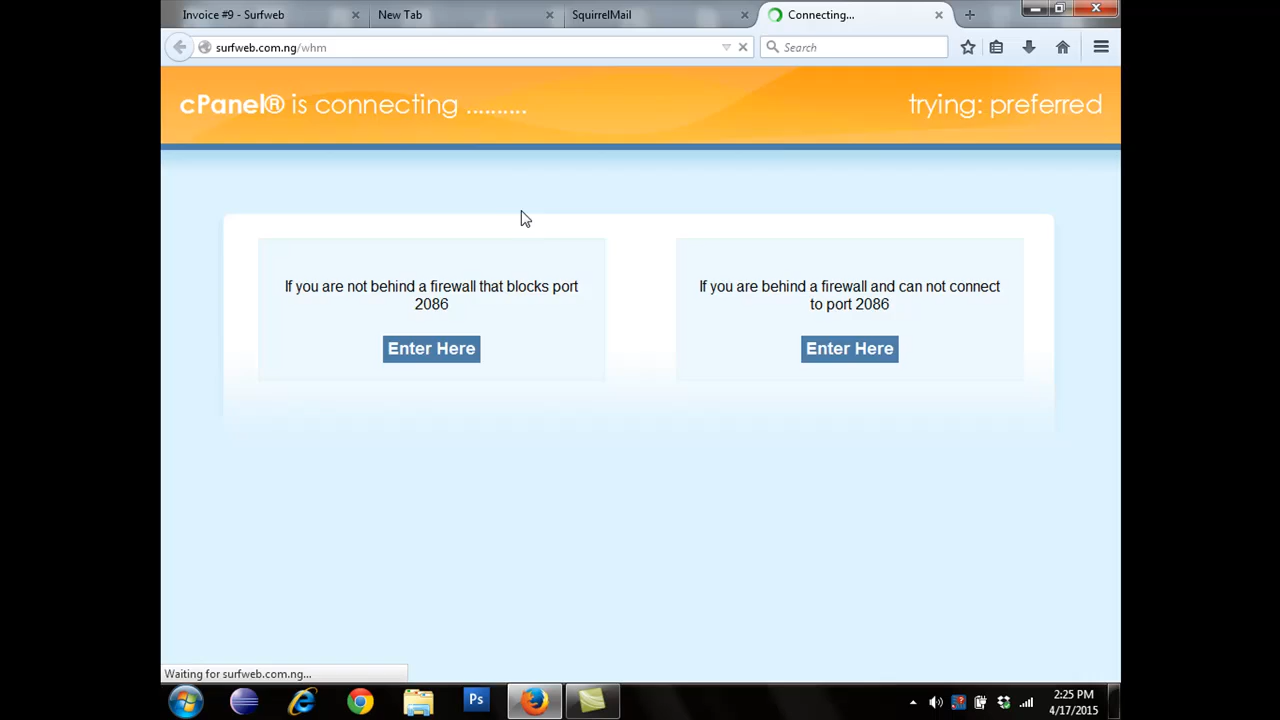 Invoice #9 - Surfweb
New Tab
SquirrelMail
Connecting...
surfweb.com.ng/whm
Search
cPanel® is connecting ..........
trying: preferred
If you are not behind a firewall that blocks port
2086
Enter Here
If you are behind a firewall and can not connect
to port 2086
Enter Here
Waiting for surfweb.com.ng...
Ps
2:25 PM
4/17/2015